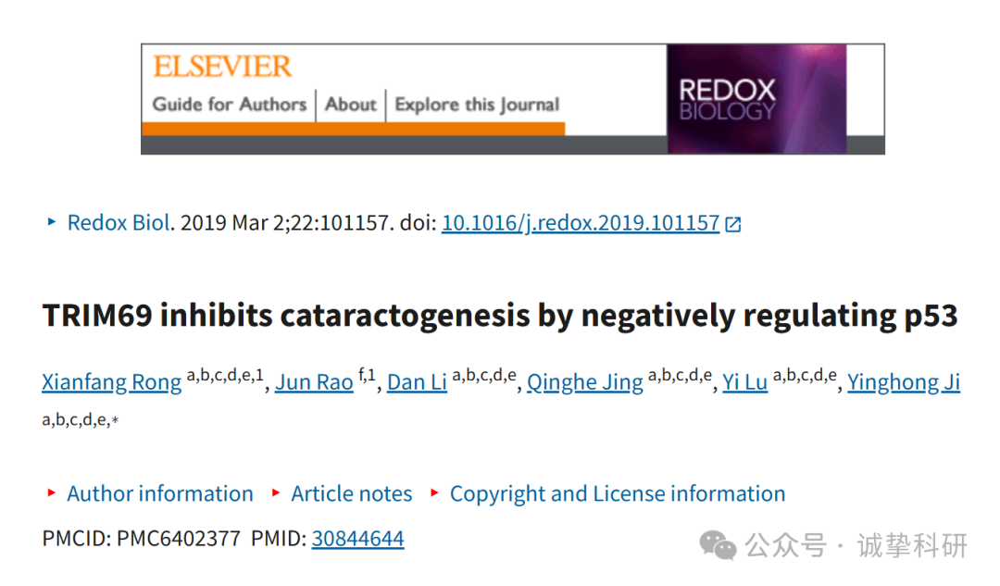 ELSEVIER
Guide for Authors | About | Explore this Journal
REDOX
BIOLOGY
Redox Biol. 2019 Mar 2;22:101157. doi: 10.1016/j.redox.2019.101157
TRIM69 inhibits cataractogenesis by negatively regulating p53
Xianfang Rong a,b,c,d,e,1, Jun Rao f,1, Dan Li a,b,c,d,e, Qinghe Jing a,b,c,d,e, Yi Lu a,b,c,d,e, Yinghong Ji
a,b,c,d,e,*
Author information Article notes Copyright and License information
PMCID: PMC6402377 PMID: 30844644
公众号 · 诚挚科研